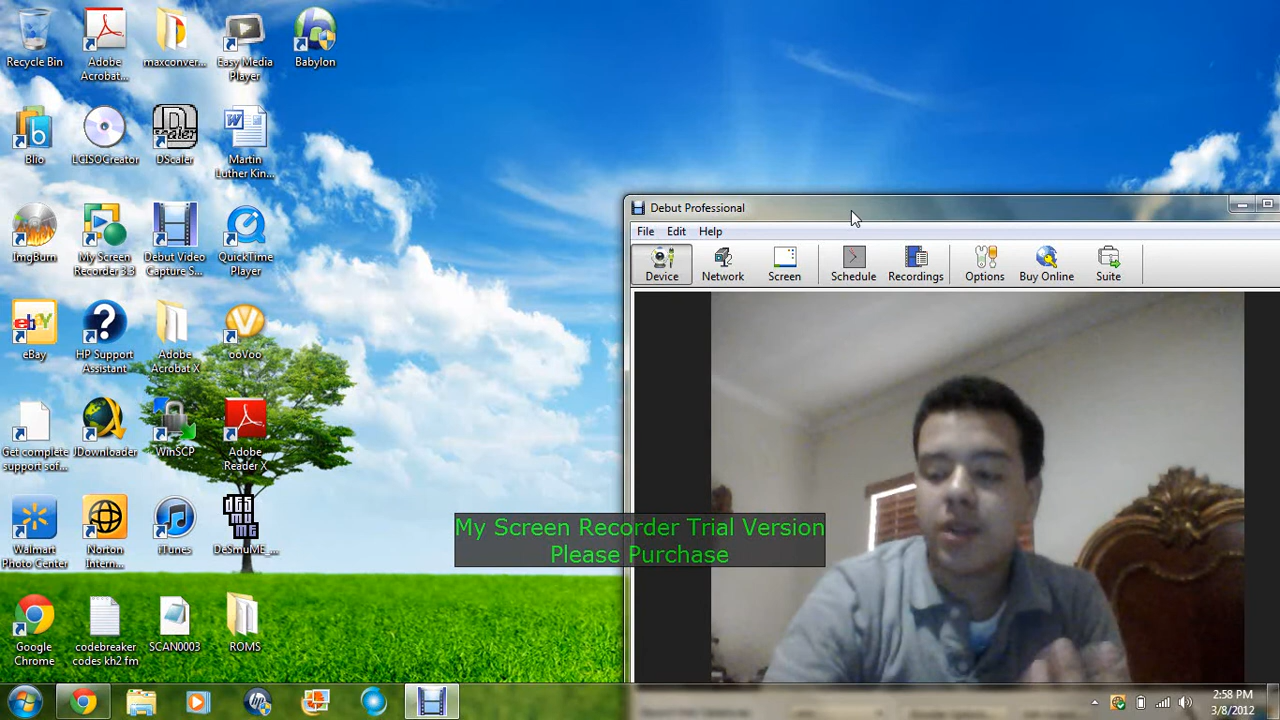 Recycle Bin
Adobe
Acrobat...
maxconver...
Easy Media
Player
Babylon
Blio
LCISOCreator
DScaler
Martin
Luther Kin...
ImgBurn
My Screen
Recorder 3.3
Debut Video
Capture S...
QuickTime
Player
eBay
HP Support
Assistant
Adobe
Acrobat X
ooVoo
Get complete
support sof...
JDownloader
WinSCP
Adobe
Reader X
Walmart
Photo Center
Norton
Intern...
iTunes
DeSmuME_...
Google
Chrome
codebreaker
codes kh2 fm
SCAN0003
ROMS
Debut Professional
File Edit Help
Device Network Screen Schedule Recordings Options Buy Online Suite
My Screen Recorder Trial Version
Please Purchase
2:58 PM
3/8/2012